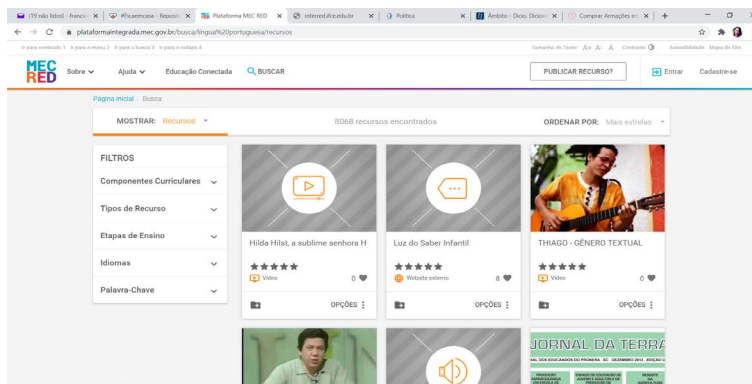 (19 não lidos) - francisc
#Ficaemcasa - Reposit
Plataforma MEC RED
interred.ifce.edu.br
Política
Âmbito - Dicio, Dicion
Comprar Armações em
plataformaintegrada.mec.gov.br/busca/língua%20portuguesa/recursos
Ir para conteúdo 1 Ir para o menu 2 Ir para a busca 3 Ir para o rodapé 4
Tamanho do Texto: A+ A- A Contraste Acessibilidade Mapa do Site
MEC RED
Sobre Ajuda Educação Conectada BUSCAR PUBLICAR RECURSO? Entrar Cadastre-se
Página inicial Busca
MOSTRAR: Recursos 8068 recursos encontrados ORDENAR POR: Mais estrelas
FILTROS
Componentes Curriculares
Tipos de Recurso
Etapas de Ensino
Idiomas
Palavra-Chave
Hilda Hilst, a sublime senhora H
Vídeo 0
OPÇÕES
Luz do Saber Infantil
Website externo 8
OPÇÕES
THIAGO - GÊNERO TEXTUAL
Vídeo 0
OPÇÕES
JORNAL DA TERRA